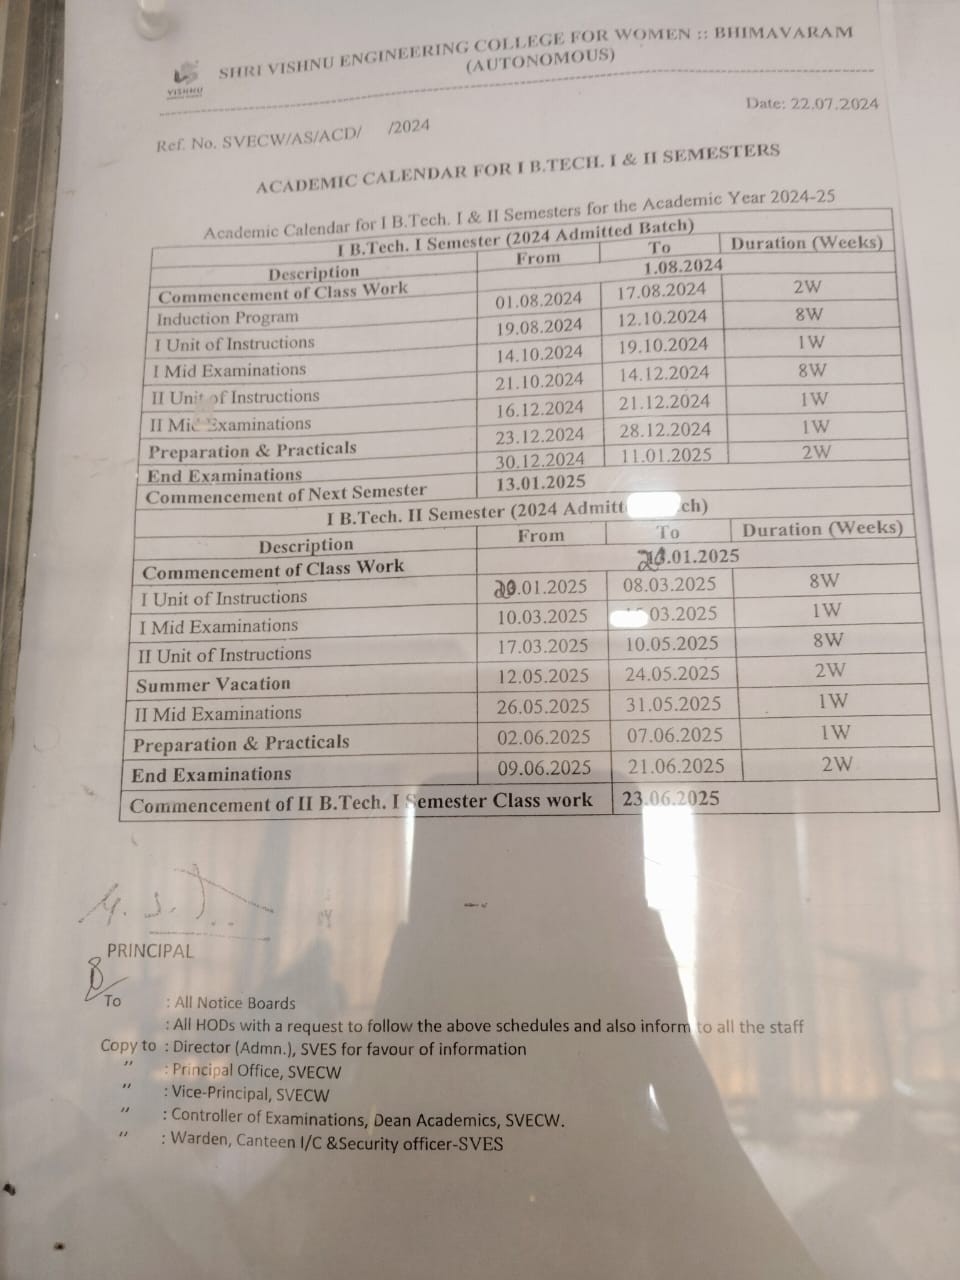 SHRI VISHNU ENGINEERING COLLEGE FOR WOMEN :: BHIMAVARAM
(AUTONOMOUS)
VISHNU
Date: 22.07.2024
Ref. No. SVECW/AS/ACD/ /2024
ACADEMIC CALENDAR FOR I B.TECH. I & II SEMESTERS
Academic Calendar for I B.Tech. I & II Semesters for the Academic Year 2024-25
I B.Tech. I Semester (2024 Admitted Batch)
Description From To Duration (Weeks)
Commencement of Class Work 1.08.2024
Induction Program 01.08.2024 17.08.2024 2W
I Unit of Instructions 19.08.2024 12.10.2024 8W
I Mid Examinations 14.10.2024 19.10.2024 1W
II Unit of Instructions 21.10.2024 14.12.2024 8W
II Mid Examinations 16.12.2024 21.12.2024 1W
Preparation & Practicals 23.12.2024 28.12.2024 1W
End Examinations 30.12.2024 11.01.2025 2W
Commencement of Next Semester 13.01.2025
I B.Tech. II Semester (2024 Admitt ch)
Description From To Duration (Weeks)
Commencement of Class Work .01.2025
I Unit of Instructions 20.01.2025 08.03.2025 8W
I Mid Examinations 10.03.2025 .03.2025 1W
II Unit of Instructions 17.03.2025 10.05.2025 8W
Summer Vacation 12.05.2025 24.05.2025 2W
II Mid Examinations 26.05.2025 31.05.2025 1W
Preparation & Practicals 02.06.2025 07.06.2025 1W
End Examinations 09.06.2025 21.06.2025 2W
Commencement of II B.Tech. I Semester Class work 23.06.2025
PRINCIPAL
To : All Notice Boards
: All HODs with a request to follow the above schedules and also inform to all the staff
Copy to : Director (Admn.), SVES for favour of information
" : Principal Office, SVECW
" : Vice-Principal, SVECW
" : Controller of Examinations, Dean Academics, SVECW.
" : Warden, Canteen I/C &Security officer-SVES